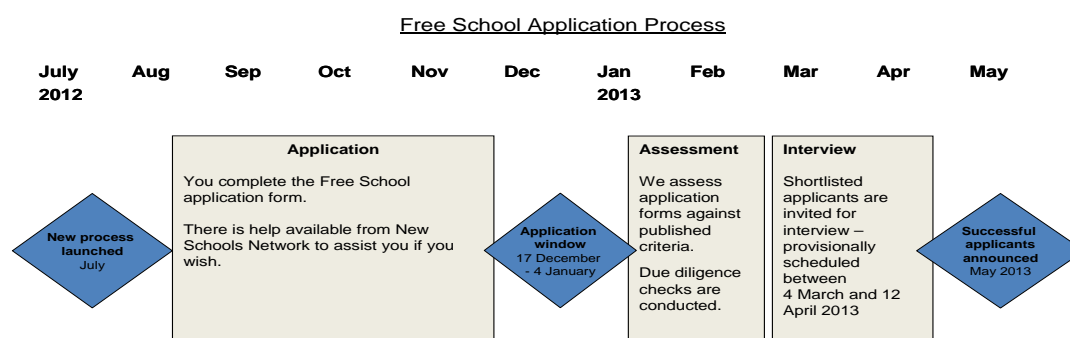 Free School Application Process
July Aug Sep Oct Nov Dec Jan Feb Mar Apr May
2012 2013
New process
launched
July
Application
You complete the Free School
application form.
There is help available from New
Schools Network to assist you if you
wish.
Application
window
17 December
- 4 January
Assessment
We assess
application
forms against
published
criteria.
Due diligence
checks are
conducted.
Interview
Shortlisted
applicants are
invited for
interview –
provisionally
scheduled
between
4 March and 12
April 2013
Successful
applicants
announced
May 2013